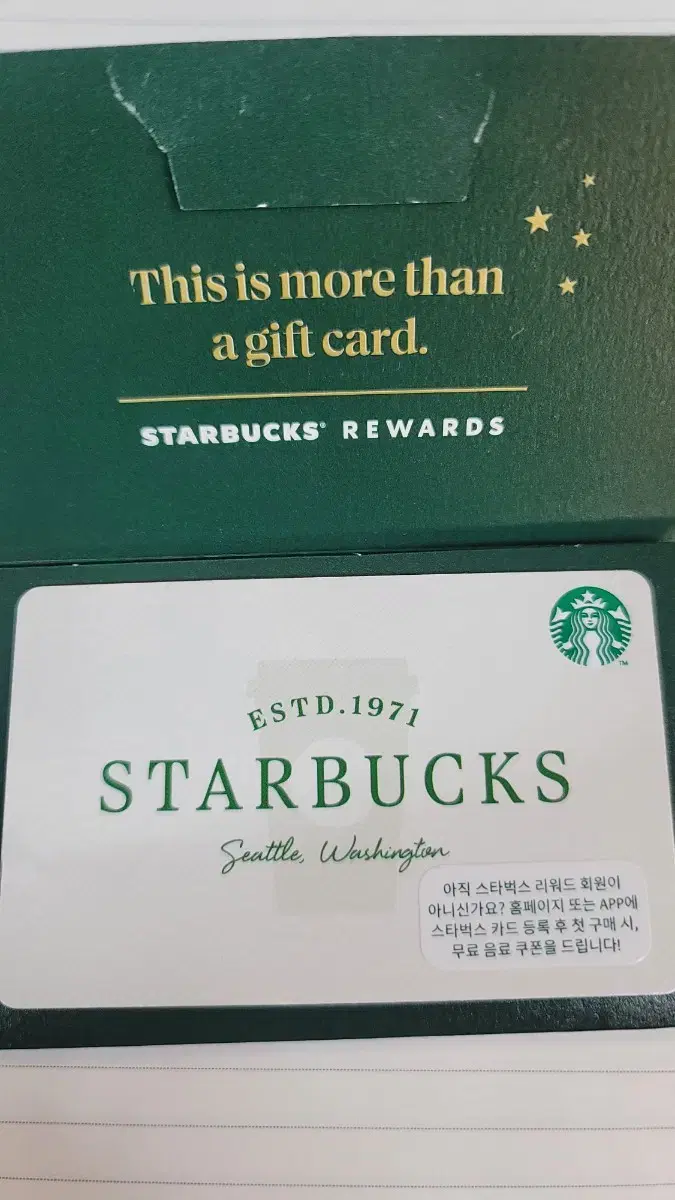 This is more than
a gift card.
STARBUCKS® REWARDS
ESTD.1971
STARBUCKS
Seattle, Washington
TM
아직 스타벅스 리워드 회원이
아니신가요? 홈페이지 또는 APP에
스타벅스 카드 등록 후 첫 구매 시,
무료 음료 쿠폰을 드립니다!